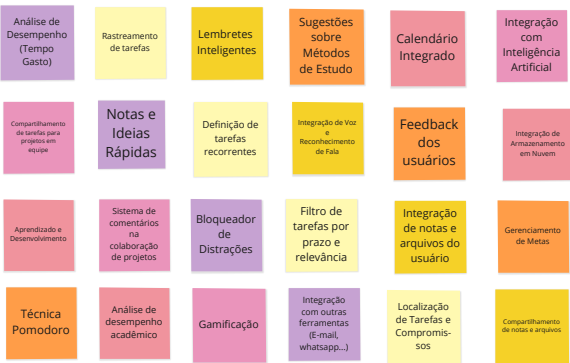 Análise de
Desempenho
(Tempo
Gasto)
Rastreamento
de tarefas
Lembretes
Inteligentes
Sugestões
sobre
Métodos
de Estudo
Calendário
Integrado
Integração
com
Inteligência
Artificial
Compartilhamento
de tarefas para
projetos em
equipe
Notas e
Ideias
Rápidas
Definição de
tarefas
recorrentes
Integração de Voz
e
Reconhecimento
de Fala
Feedback
dos
usuários
Integração de
Armazenamento
em Nuvem
Aprendizado e
Desenvolvimento
Sistema de
comentários
na
colaboração
de projetos
Bloqueador
de
Distrações
Filtro de
tarefas por
prazo e
relevância
Integração
de notas e
arquivos do
usuário
Gerenciamento
de Metas
Técnica
Pomodoro
Análise de
desempenho
acadêmico
Gamificação
Integração
com outras
ferramentas
(E-mail,
whatsapp...)
Localização
de Tarefas e
Compromis-
sos
Compartilhamento
de notas e arquivos